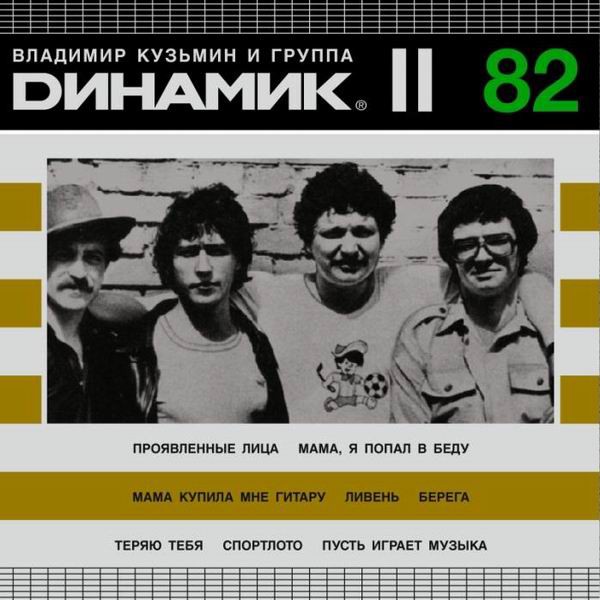 ВЛАДИМИР КУЗЬМИН И ГРУППА
DИНАМИК® II 82
ПРОЯВЛЕННЫЕ ЛИЦА МАМА, Я ПОПАЛ В БЕДУ
МАМА КУПИЛА МНЕ ГИТАРУ ЛИВЕНЬ БЕРЕГА
ТЕРЯЮ ТЕБЯ СПОРТЛОТО ПУСТЬ ИГРАЕТ МУЗЫКА